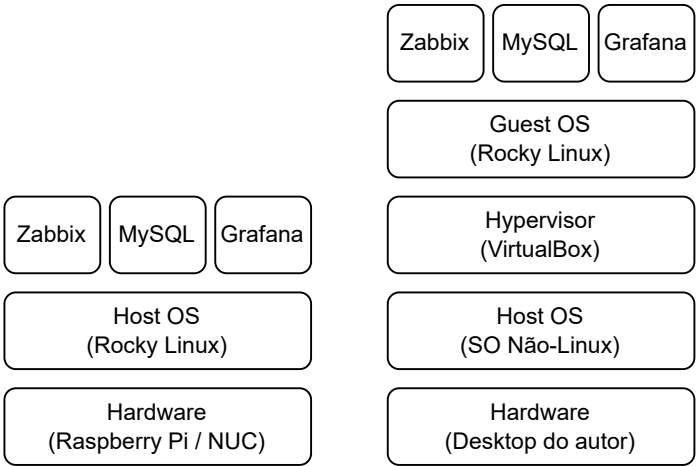 Zabbix MySQL Grafana
Host OS
(Rocky Linux)
Hardware
(Raspberry Pi / NUC)
Zabbix MySQL Grafana
Guest OS
(Rocky Linux)
Hypervisor
(VirtualBox)
Host OS
(SO Não-Linux)
Hardware
(Desktop do autor)